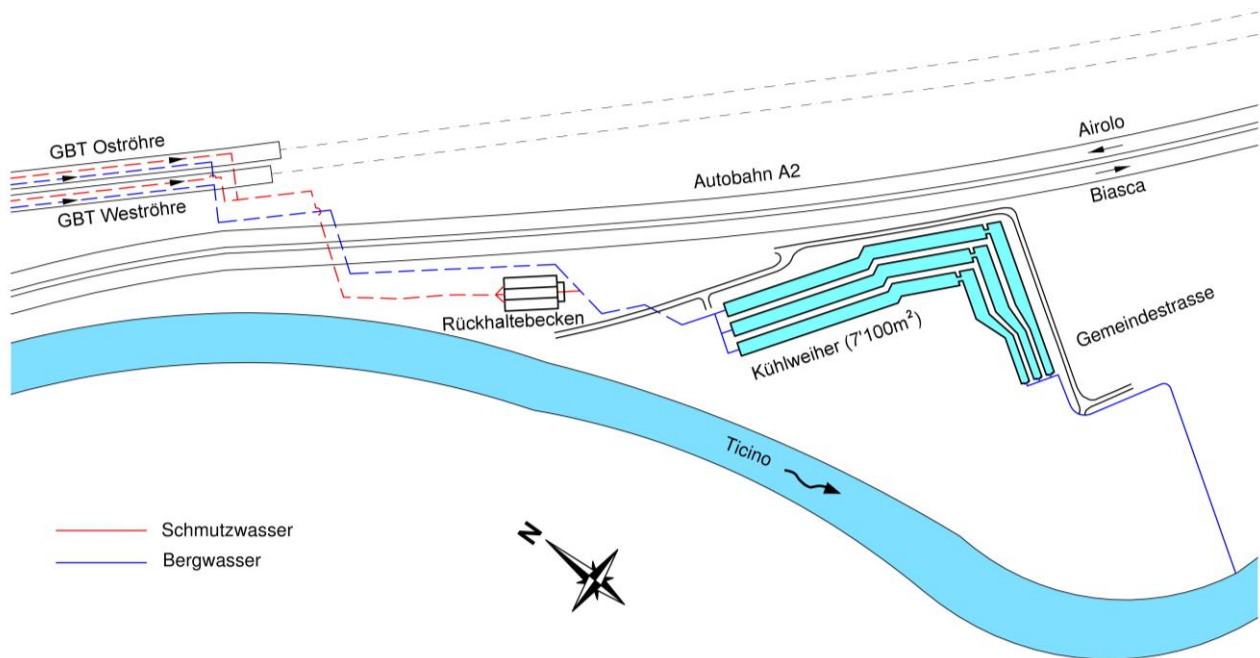 GBT Oströhre
GBT Weströhre
Airolo
Autobahn A2
Biasca
Rückhaltebecken
Kühlweiher (7'100m²)
Gemeindestrasse
Ticino
Schmutzwasser
Bergwasser
N